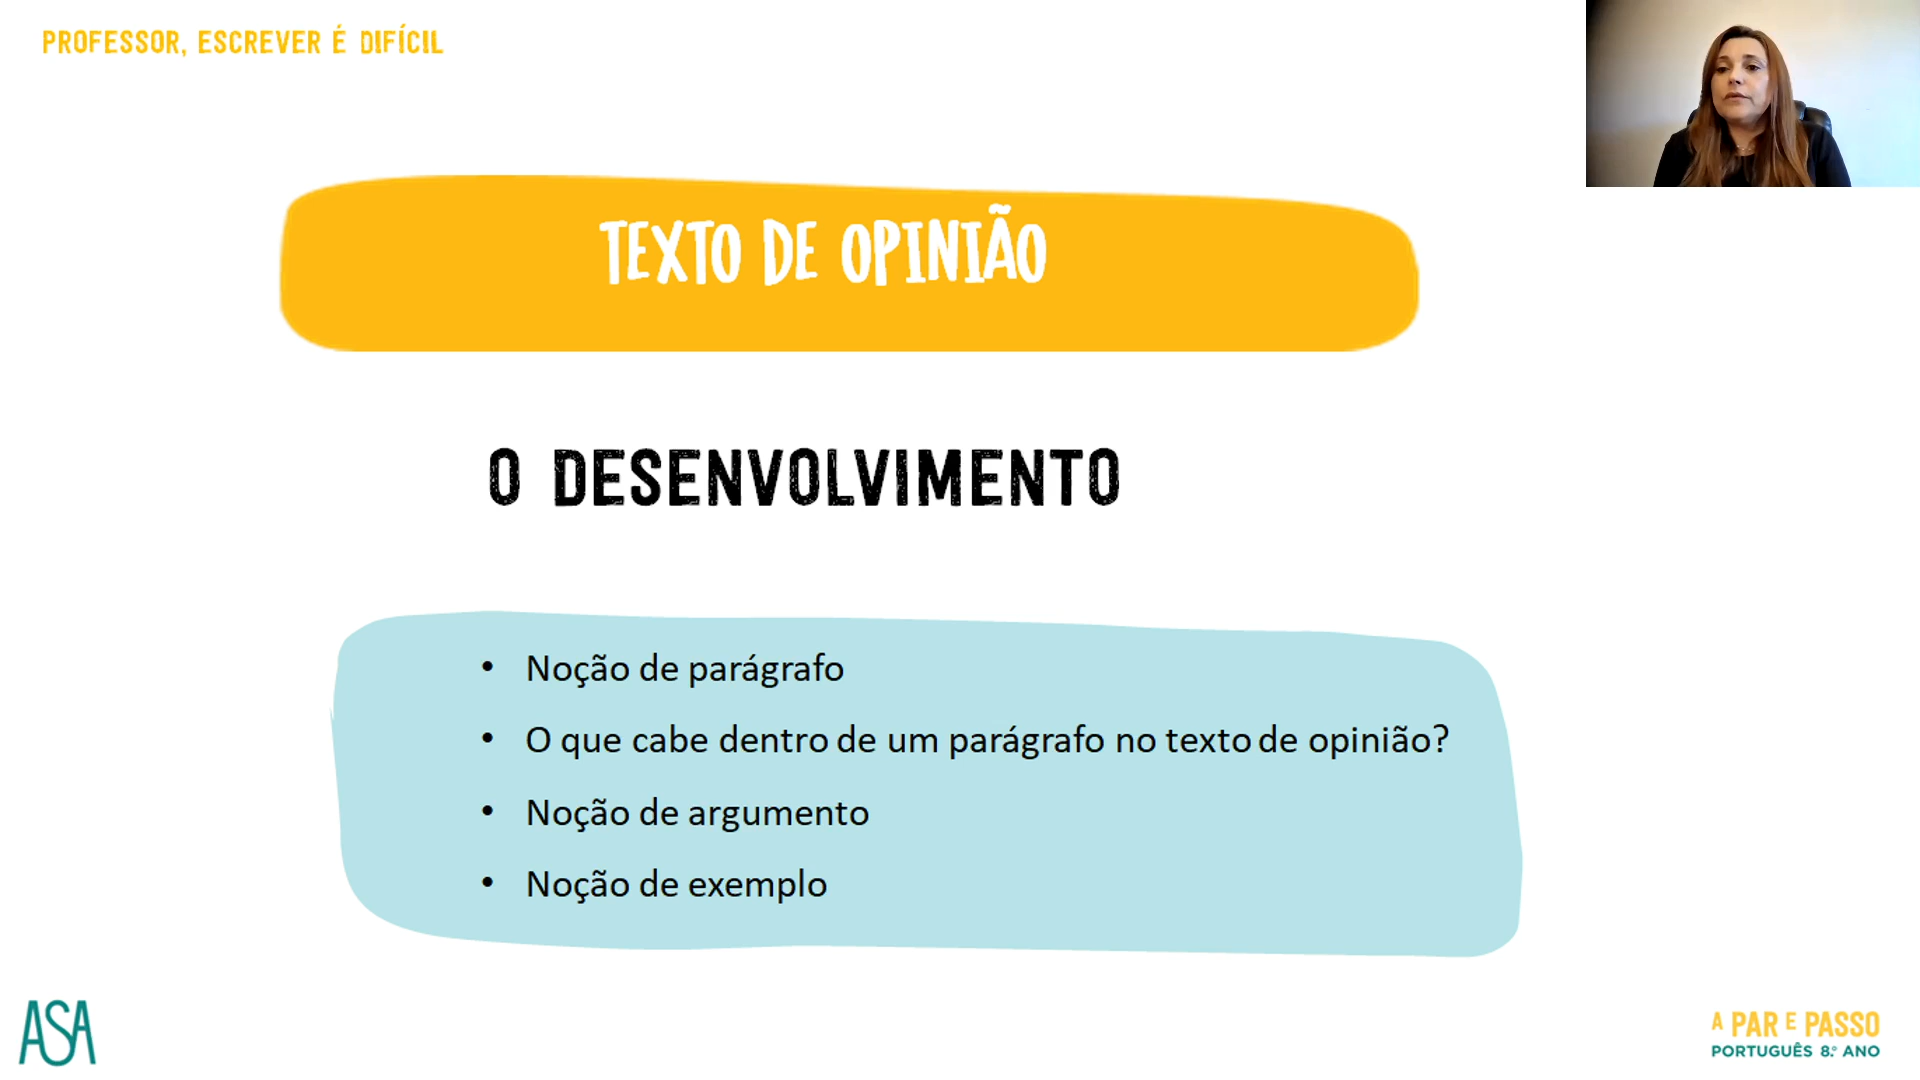 PROFESSOR, ESCREVER É DIFÍCIL
TEXTO DE OPINIÃO
O DESENVOLVIMENTO
• Noção de parágrafo
• O que cabe dentro de um parágrafo no texto de opinião?
• Noção de argumento
• Noção de exemplo
ASA
A PAR E PASSO
PORTUGUÊS 8.º ANO